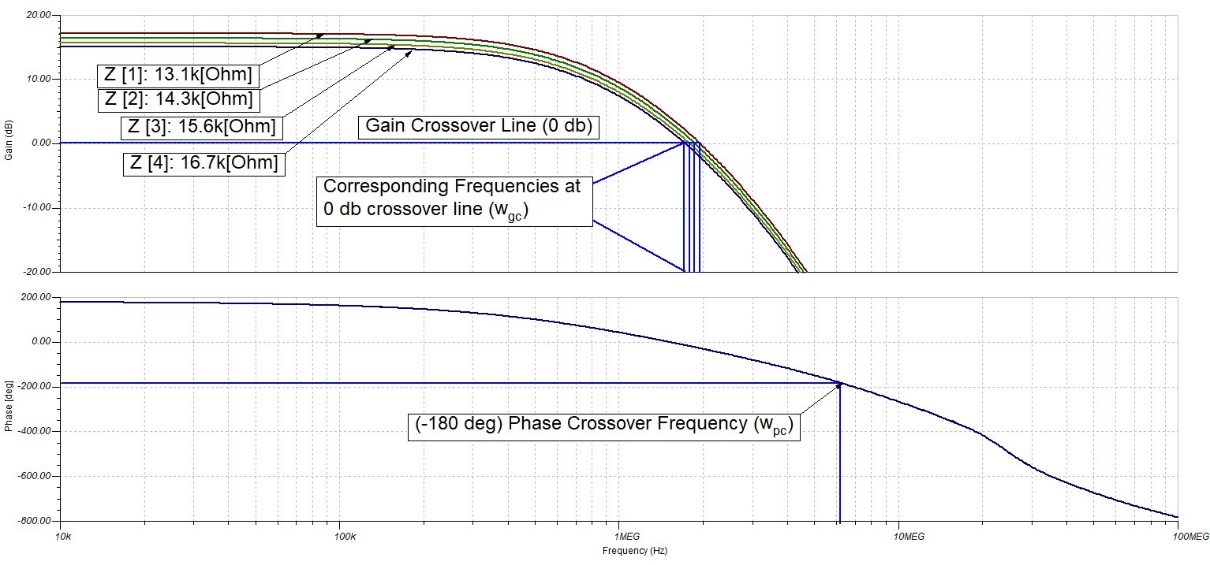 20.00
10.00
0.00
-10.00
-20.00
Gain (dB)
Z [1]: 13.1k[Ohm]
Z [2]: 14.3k[Ohm]
Z [3]: 15.6k[Ohm]
Z [4]: 16.7k[Ohm]
Gain Crossover Line (0 db)
Corresponding Frequencies at
0 db crossover line (wgc)
200.00
0.00
-200.00
-400.00
-600.00
-800.00
Phase [deg]
(-180 deg) Phase Crossover Frequency (wpc)
10k
100k
1MEG
10MEG
100MEG
Frequency (Hz)